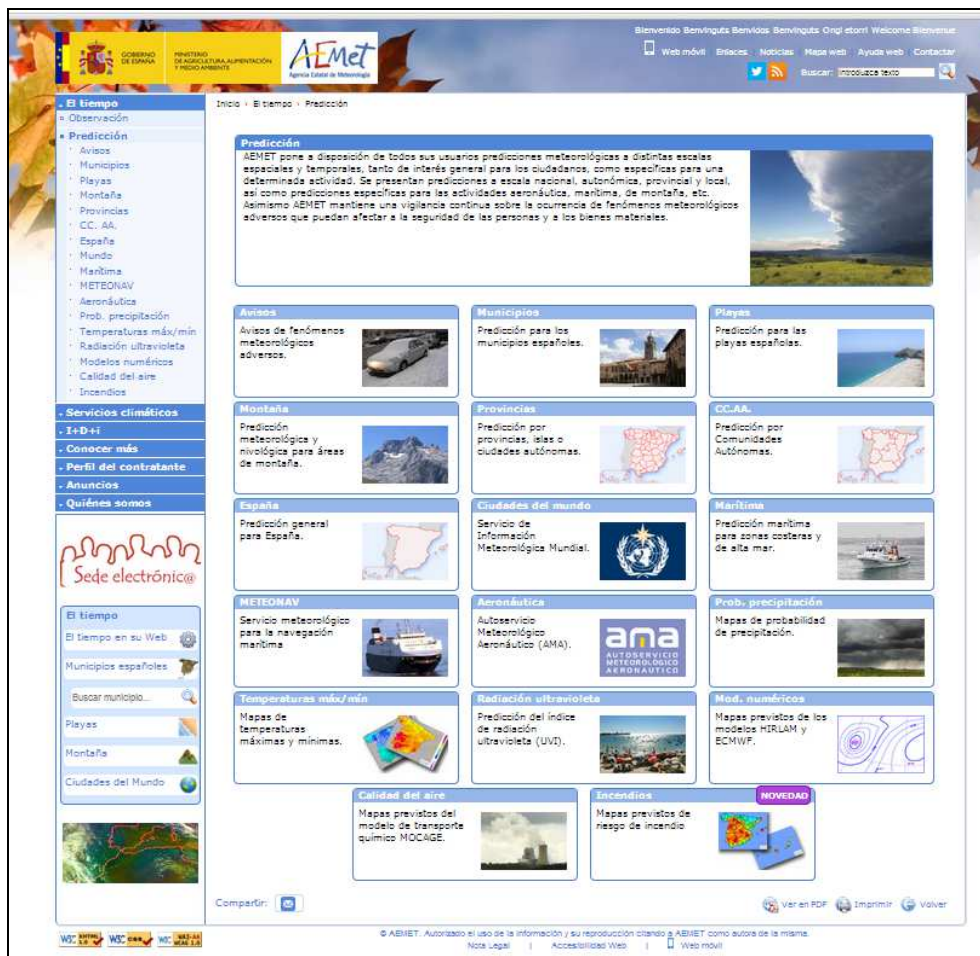 Bienvenido Benvinguts Benvidos Benvinguts Ongi etorri Welcome Bienvenue
GOBIERNO
DE ESPAÑA
MINISTERIO
DE AGRICULTURA, ALIMENTACIÓN
Y MEDIO AMBIENTE
AEMet
Agencia Estatal de Meteorología
Web móvil Enlaces Noticias Mapa web Ayuda web Contactar
Buscar: Introduzca texto
El tiempo
Observación
Predicción
Avisos
Municipios
Playas
Montaña
Provincias
CC. AA.
España
Mundo
Marítima
METEONAV
Aeronáutica
Prob. precipitación
Temperaturas máx/mín
Radiación ultravioleta
Modelos numéricos
Calidad del aire
Incendios
Servicios climáticos
I+D+i
Conocer más
Perfil del contratante
Anuncios
Quiénes somos
Sede electrónic@
El tiempo
El tiempo en su Web
Municipios españoles
Buscar municipio...
Playas
Montaña
Ciudades del Mundo
Inicio › El tiempo › Predicción
Predicción
AEMET pone a disposición de todos sus usuarios predicciones meteorológicas a distintas escalas
espaciales y temporales, tanto de interés general para los ciudadanos, como específicas para una
determinada actividad. Se presentan predicciones a escala nacional, autonómica, provincial y local,
así como predicciones específicas para las actividades aeronáutica, marítima, de montaña, etc.
Asimismo AEMET mantiene una vigilancia continua sobre la ocurrencia de fenómenos meteorológicos
adversos que puedan afectar a la seguridad de las personas y a los bienes materiales.
Avisos
Avisos de fenómenos
meteorológicos
adversos.
Municipios
Predicción para los
municipios españoles.
Playas
Predicción para las
playas españolas.
Montaña
Predicción
meteorológica y
nivológica para áreas
de montaña.
Provincias
Predicción por
provincias, islas o
ciudades autónomas.
CC.AA.
Predicción por
Comunidades
Autónomas.
España
Predicción general
para España.
Ciudades del mundo
Servicio de
Información
Meteorológica Mundial.
Marítima
Predicción marítima
para zonas costeras y
de alta mar.
METEONAV
Servicio meteorológico
para la navegación
marítima
Aeronáutica
Autoservicio
Meteorológico
Aeronáutico (AMA).
ama
AUTOSERVICIO
METEOROLÓGICO
AERONÁUTICO
Prob. precipitación
Mapas de probabilidad
de precipitación.
Temperaturas máx/mín
Mapas de
temperaturas
máximas y mínimas.
Radiación ultravioleta
Predicción del índice
de radiación
ultravioleta (UVI).
Mod. numéricos
Mapas previstos de los
modelos HIRLAM y
ECMWF.
Calidad del aire
Mapas previstos del
modelo de transporte
químico MOCAGE.
Incendios
NOVEDAD
Mapas previstos de
riesgo de incendio
Compartir:
Ver en PDF Imprimir Volver
W3C XHTML 1.0 W3C css W3C WAI-AA WCAG 1.0
© AEMET. Autorizado el uso de la información y su reproducción citando a AEMET como autora de la misma.
Nota Legal | Accesibilidad Web | Web móvil